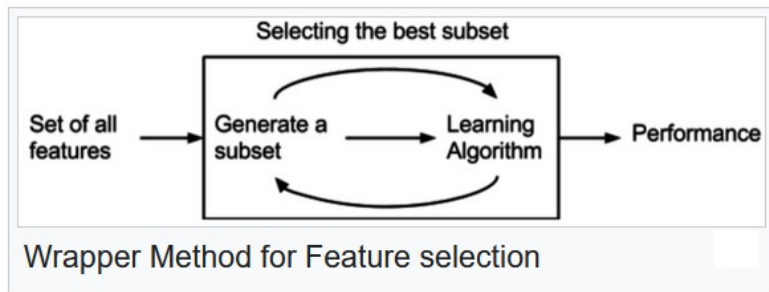 Selecting the best subset
Set of all
features
Generate a
subset
Learning
Algorithm
Performance
Wrapper Method for Feature selection